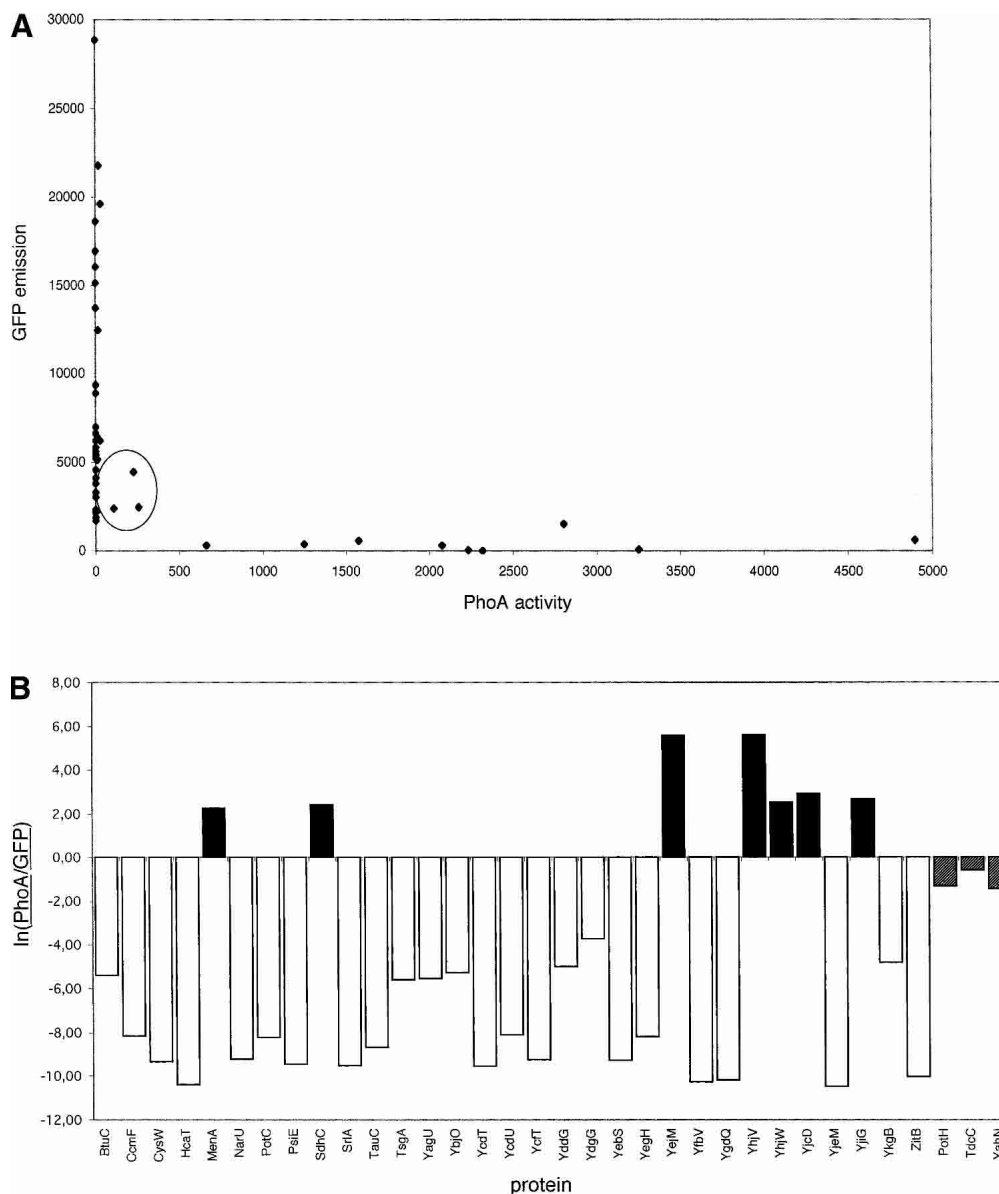 A
30000
25000
20000
15000
10000
5000
0
GFP emission
0 500 1000 1500 2000 2500 3000 3500 4000 4500 5000
PhoA activity
B
8,00
6,00
4,00
2,00
0,00
-2,00
-4,00
-6,00
-8,00
-10,00
-12,00
ln(PhoA/GFP)
BtuC CcmF CysW HcaT MenA NarU PotC PsiE SdhC SrlA TauC TsgA YagU YbjO YcdT YcdU YcfT YddG YdgG YebS YegH YejM YfbV YgdQ YhjV YhjW YjcD YjeM YjiG YkgB ZitB PotH TdcC
protein